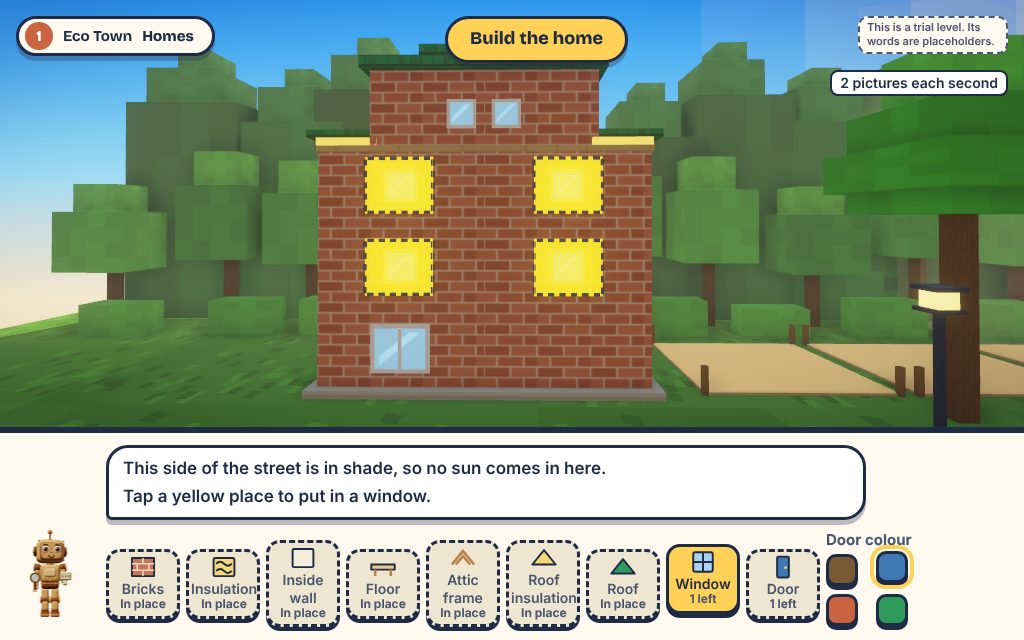 1 Eco Town Homes
Build the home
This is a trial level. Its
words are placeholders.
2 pictures each second
This side of the street is in shade, so no sun comes in here.
Tap a yellow place to put in a window.
Door colour
Bricks
In place
Insulation
In place
Inside
wall
In place
Floor
In place
Attic
frame
In place
Roof
insulation
In place
Roof
In place
Window
1 left
Door
1 left